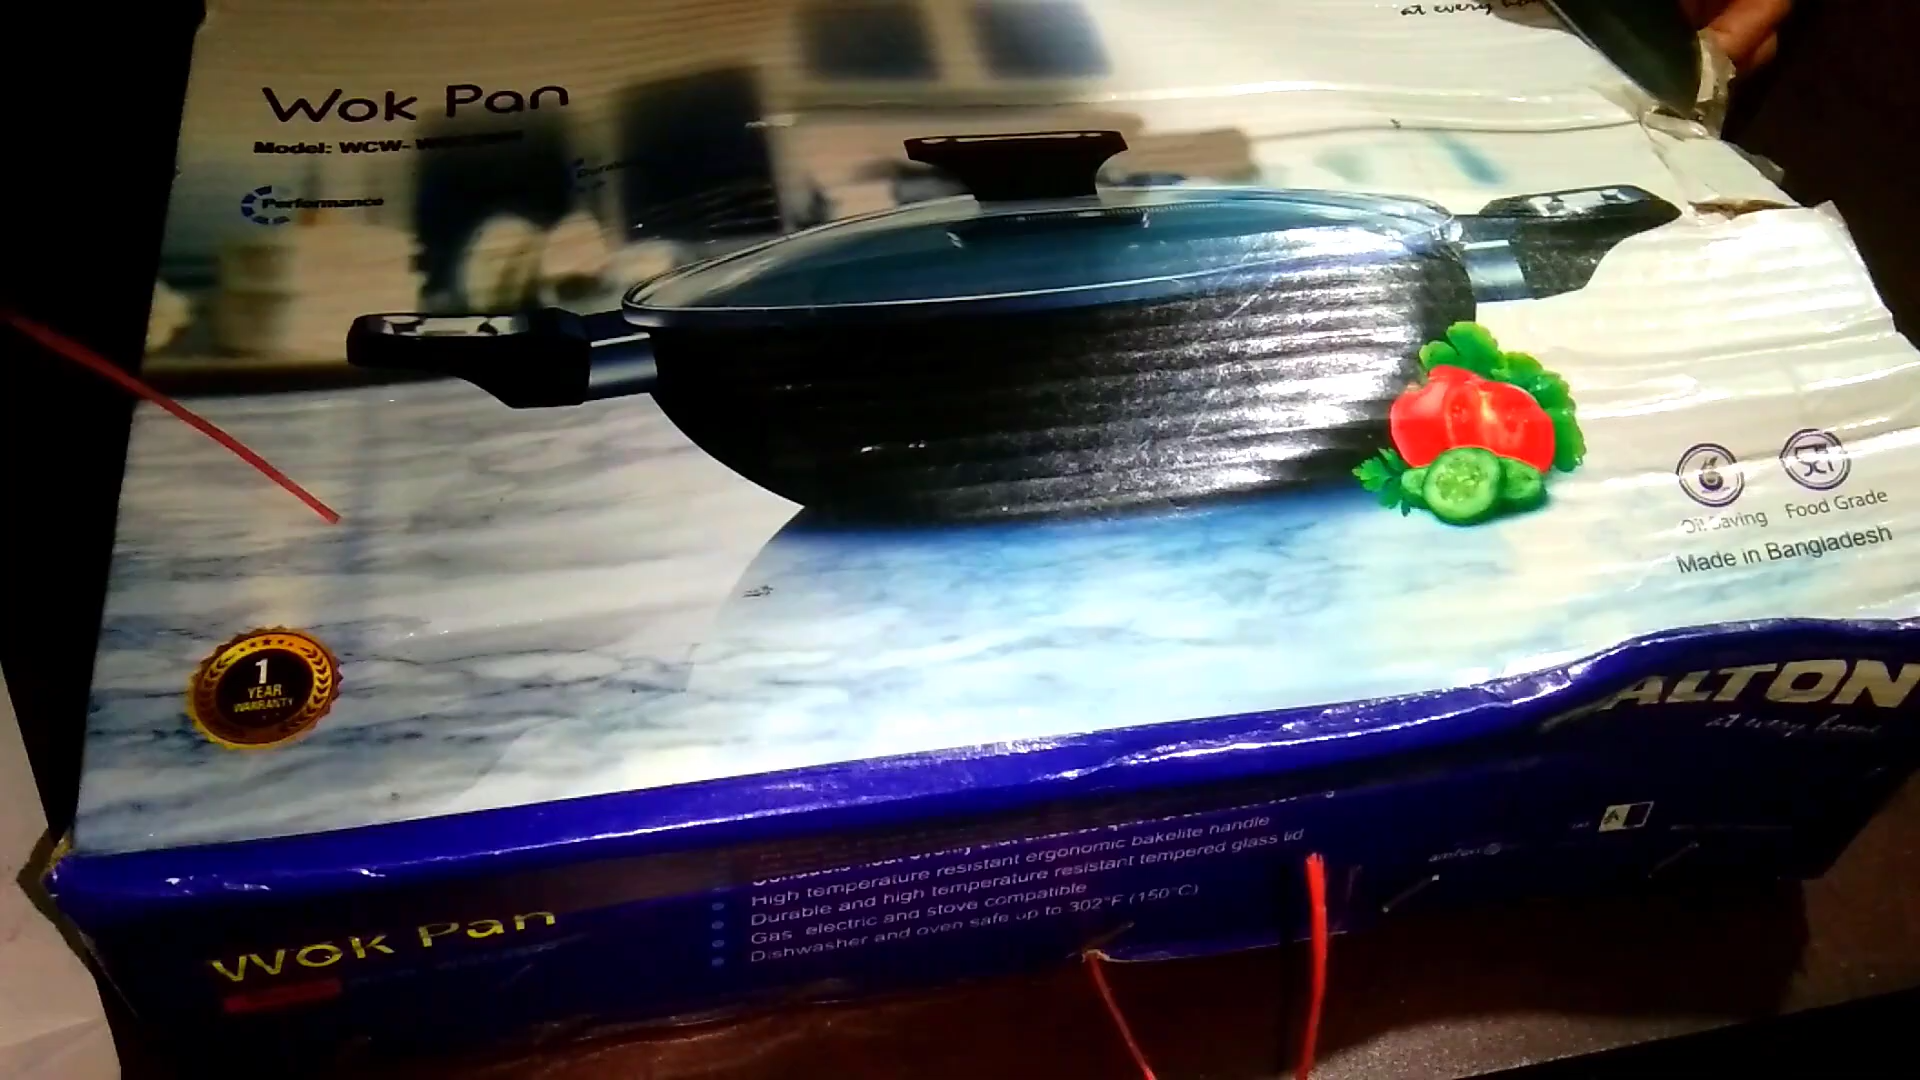 at every
Wok Pan
Model: WCW-
Performance
Oil Saving
Food Grade
Made in Bangladesh
1
YEAR
WARRANTY
ALTON
at every home
Wok Pan
High temperature resistant ergonomic bakelite handle
Durable and high temperature resistant tempered glass lid
Gas electric and stove compatible
Dishwasher and oven safe up to 302°F (150°C)